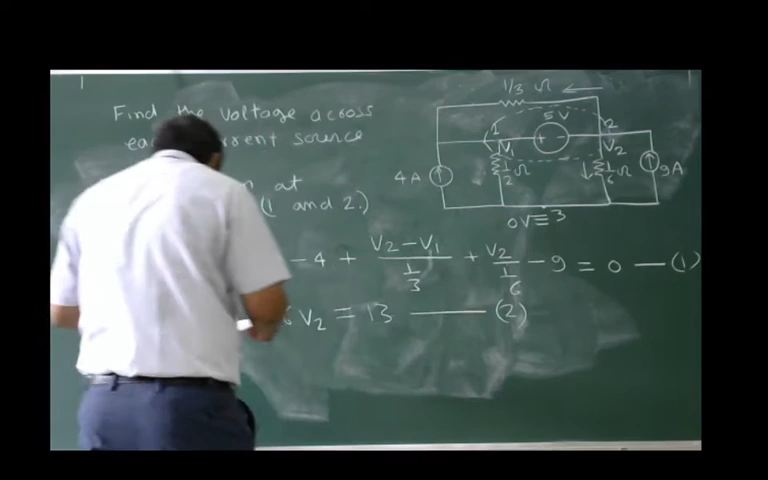 Find the voltage across
current source
at
(1 and 2.)
1/3 Ω
5 V
+
1
2
V1
V2
4A
1/2 Ω
1/6 Ω
9A
0V≡3
- 4 + (V2-V1)/(1/3) + V2/(1/6) - 9 = 0 — (1)
V2 = 13 — (2)